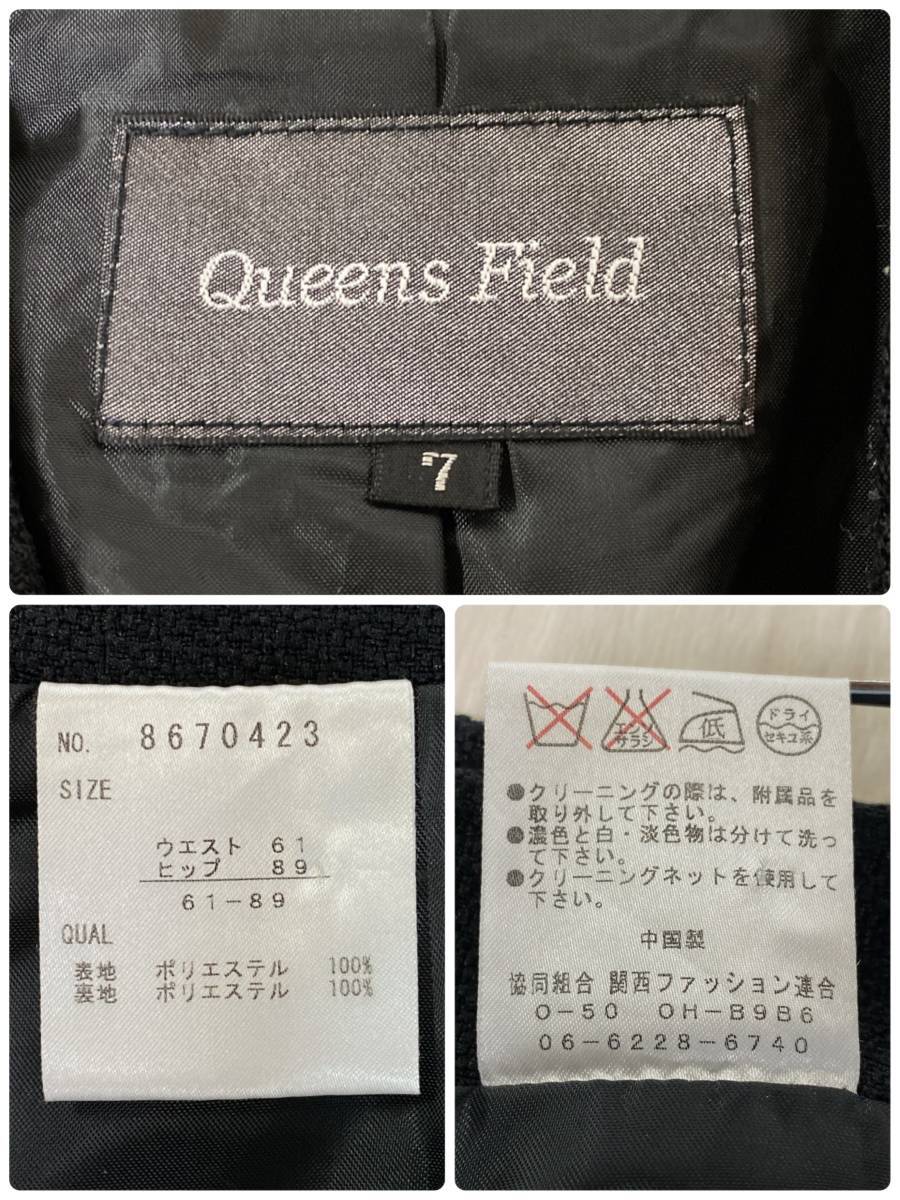 Queens Field
7
NO. 8670423
SIZE
ウエスト 61
ヒップ 89
61-89
QUAL
表地 ポリエステル 100%
裏地 ポリエステル 100%
エンソ
サラシ
低
ドライ
セキユ系
●クリーニングの際は、附属品を
取り外して下さい。
●濃色と白・淡色物は分けて洗っ
て下さい。
●クリーニングネットを使用して
下さい。
中国製
協同組合 関西ファッション連合
O-50 OH-B9B6
06-6228-6740